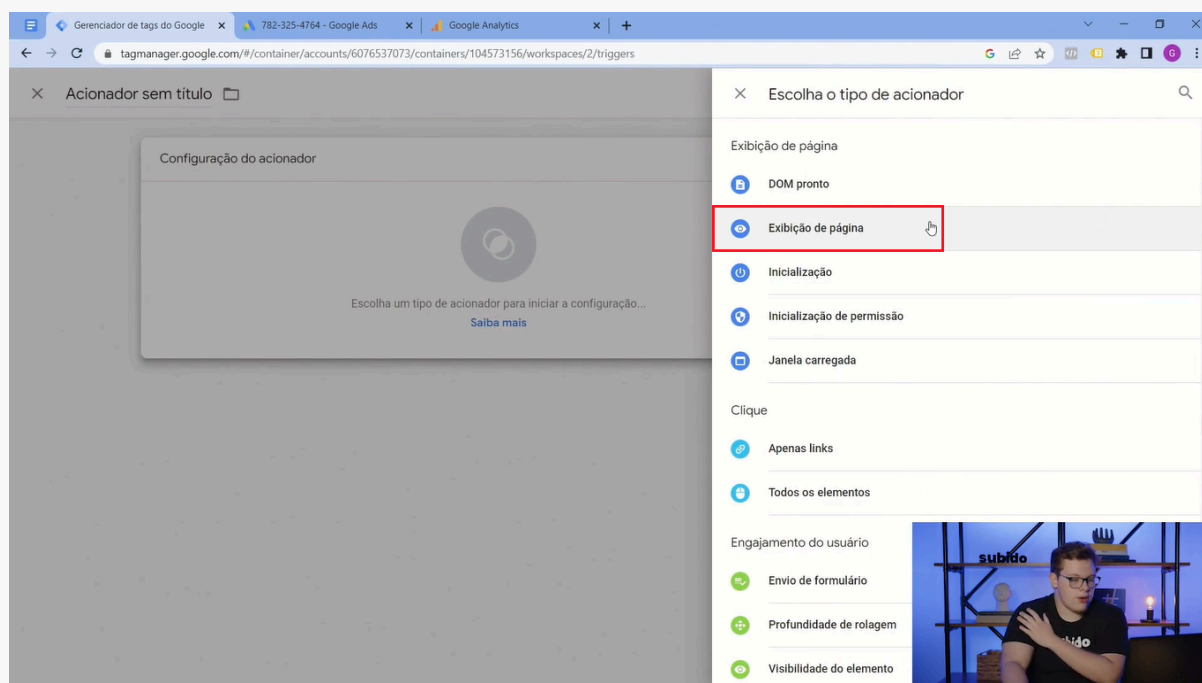 Gerenciador de tags do Google
782-325-4764 - Google Ads
Google Analytics
tagmanager.google.com/#/container/accounts/6076537073/containers/104573156/workspaces/2/triggers
G
Acionador sem título
Escolha o tipo de acionador
Configuração do acionador
Escolha um tipo de acionador para iniciar a configuração...
Saiba mais
Exibição de página
DOM pronto
Exibição de página
Inicialização
Inicialização de permissão
Janela carregada
Clique
Apenas links
Todos os elementos
Engajamento do usuário
Envio de formulário
Profundidade de rolagem
Visibilidade do elemento
subido